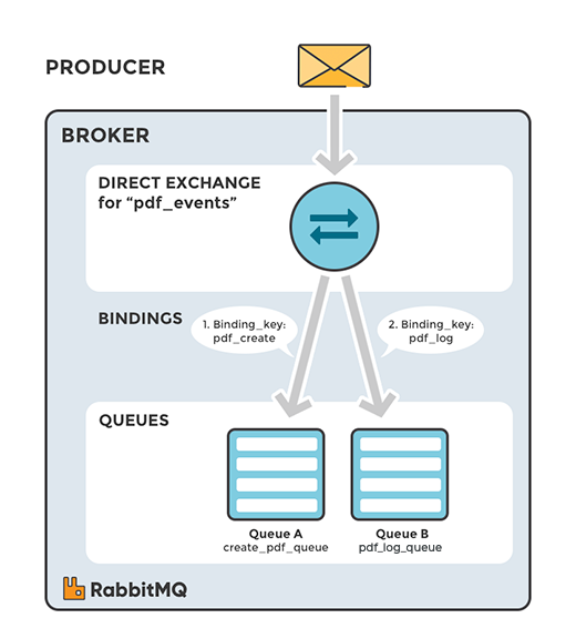 PRODUCER
BROKER
DIRECT EXCHANGE
for “pdf_events”
BINDINGS
1. Binding_key:
pdf_create
2. Binding_key:
pdf_log
QUEUES
Queue A
create_pdf_queue
Queue B
pdf_log_queue
RabbitMQ